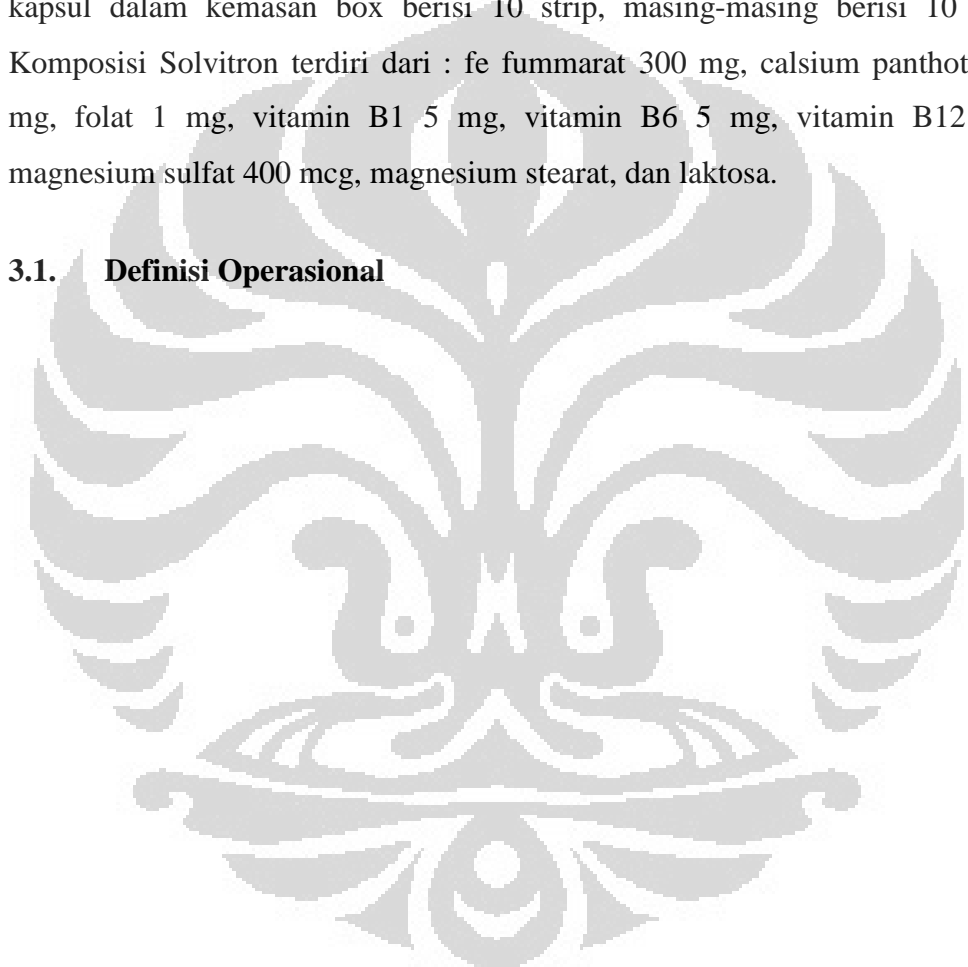 kapsul dalam kemasan box berisi 10 strip, masing-masing berisi 10
Komposisi Solvitron terdiri dari : fe fummarat 300 mg, calsium panthot
mg, folat 1 mg, vitamin B1 5 mg, vitamin B6 5 mg, vitamin B12
magnesium sulfat 400 mcg, magnesium stearat, dan laktosa.
3.1. Definisi Operasional